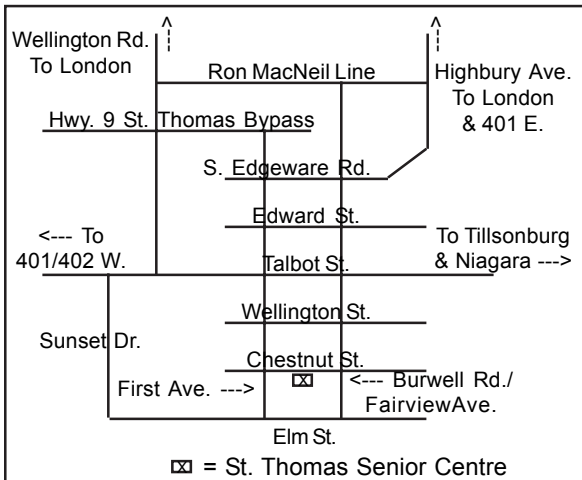 Wellington Rd.
To London
Ron MacNeil Line
Highbury Ave.
To London
& 401 E.
Hwy. 9 St. Thomas Bypass
S. Edgeware Rd.
Edward St.
<--- To
401/402 W.
Talbot St.
To Tillsonburg
& Niagara --->
Wellington St.
Sunset Dr.
Chestnut St.
First Ave. --->
<--- Burwell Rd./
FairviewAve.
Elm St.
= St. Thomas Senior Centre